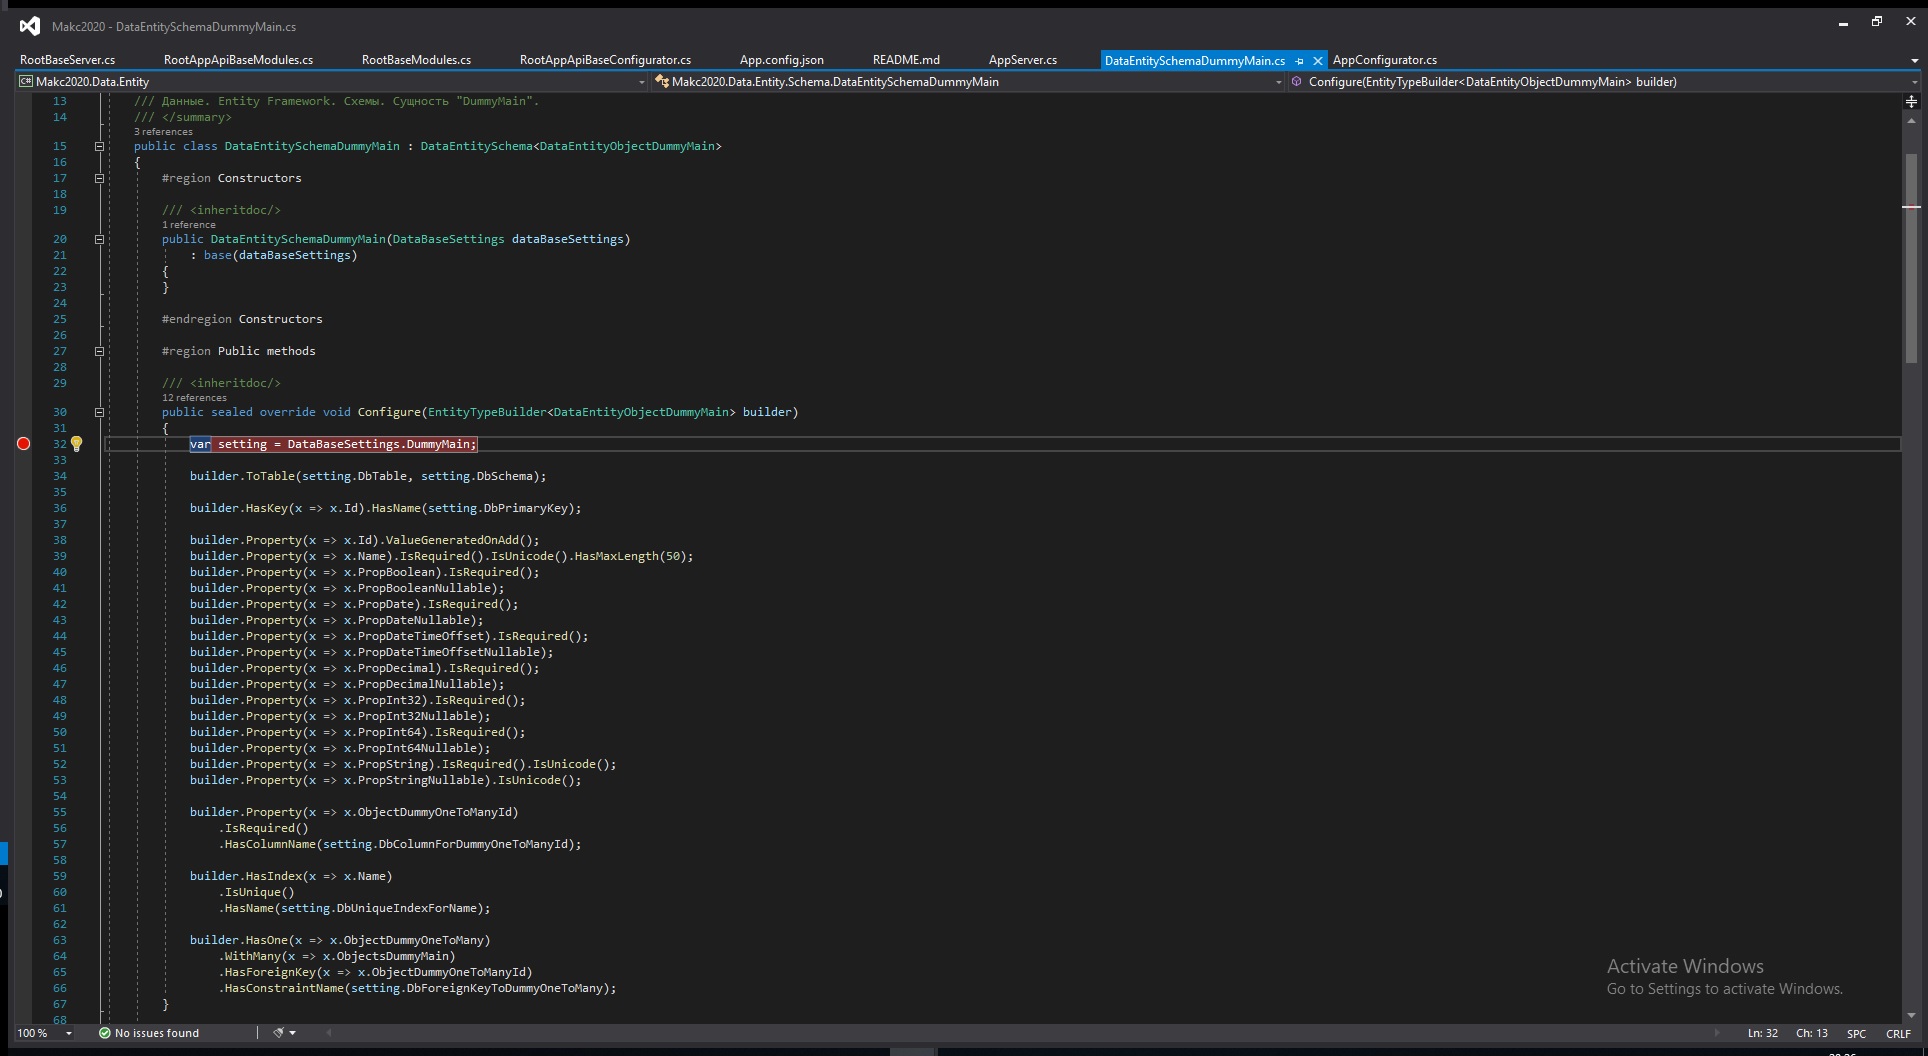 Makc2020 - DataEntitySchemaDummyMain.cs
RootBaseServer.cs RootAppApiBaseModules.cs RootBaseModules.cs RootAppApiBaseConfigurator.cs App.config.json README.md AppServer.cs DataEntitySchemaDummyMain.cs AppConfigurator.cs
C# Makc2020.Data.Entity Makc2020.Data.Entity.Schema.DataEntitySchemaDummyMain Configure(EntityTypeBuilder<DataEntityObjectDummyMain> builder)
13 /// Данные. Entity Framework. Схемы. Сущность "DummyMain".
14 /// </summary>
3 references
15 public class DataEntitySchemaDummyMain : DataEntitySchema<DataEntityObjectDummyMain>
16 {
17 #region Constructors
18
19 /// <inheritdoc/>
1 reference
20 public DataEntitySchemaDummyMain(DataBaseSettings dataBaseSettings)
21 : base(dataBaseSettings)
22 {
23 }
24
25 #endregion Constructors
26
27 #region Public methods
28
29 /// <inheritdoc/>
12 references
30 public sealed override void Configure(EntityTypeBuilder<DataEntityObjectDummyMain> builder)
31 {
32 var setting = DataBaseSettings.DummyMain;
33
34 builder.ToTable(setting.DbTable, setting.DbSchema);
35
36 builder.HasKey(x => x.Id).HasName(setting.DbPrimaryKey);
37
38 builder.Property(x => x.Id).ValueGeneratedOnAdd();
39 builder.Property(x => x.Name).IsRequired().IsUnicode().HasMaxLength(50);
40 builder.Property(x => x.PropBoolean).IsRequired();
41 builder.Property(x => x.PropBooleanNullable);
42 builder.Property(x => x.PropDate).IsRequired();
43 builder.Property(x => x.PropDateNullable);
44 builder.Property(x => x.PropDateTimeOffset).IsRequired();
45 builder.Property(x => x.PropDateTimeOffsetNullable);
46 builder.Property(x => x.PropDecimal).IsRequired();
47 builder.Property(x => x.PropDecimalNullable);
48 builder.Property(x => x.PropInt32).IsRequired();
49 builder.Property(x => x.PropInt32Nullable);
50 builder.Property(x => x.PropInt64).IsRequired();
51 builder.Property(x => x.PropInt64Nullable);
52 builder.Property(x => x.PropString).IsRequired().IsUnicode();
53 builder.Property(x => x.PropStringNullable).IsUnicode();
54
55 builder.Property(x => x.ObjectDummyOneToManyId)
56 .IsRequired()
57 .HasColumnName(setting.DbColumnForDummyOneToManyId);
58
59 builder.HasIndex(x => x.Name)
60 .IsUnique()
61 .HasName(setting.DbUniqueIndexForName);
62
63 builder.HasOne(x => x.ObjectDummyOneToMany)
64 .WithMany(x => x.ObjectsDummyMain)
65 .HasForeignKey(x => x.ObjectDummyOneToManyId)
66 .HasConstraintName(setting.DbForeignKeyToDummyOneToMany);
67 }
68
Activate Windows
Go to Settings to activate Windows.
100 % No issues found Ln: 32 Ch: 13 SPC CRLF